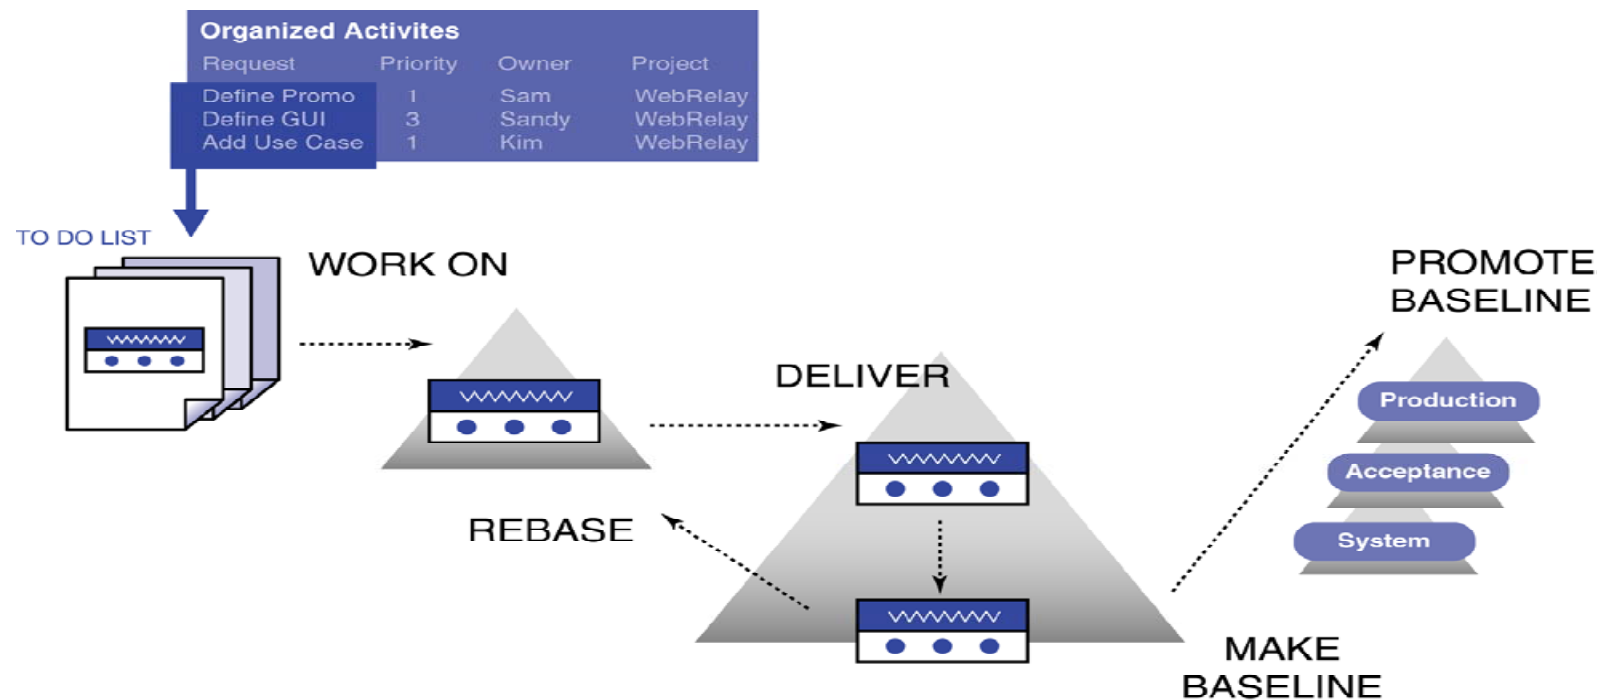 Organized Activites
Request Priority Owner Project
Define Promo 1 Sam WebRelay
Define GUI 3 Sandy WebRelay
Add Use Case 1 Kim WebRelay
TO DO LIST
WORK ON
DELIVER
REBASE
MAKE
BASELINE
PROMOTE
BASELINE
Production
Acceptance
System